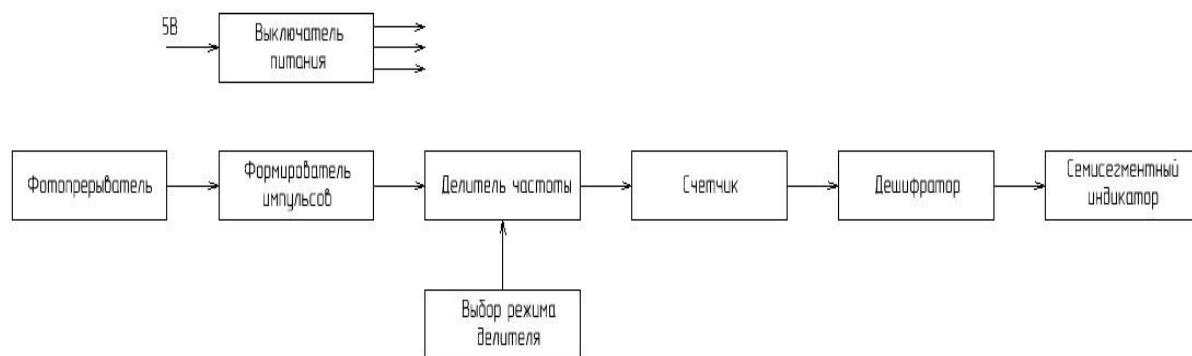 5В
Выключатель
питания
Фотопрерыватель
Формирователь
импульсов
Делитель частоты
Счетчик
Дешифратор
Семисегментный
индикатор
Выбор режима
делителя